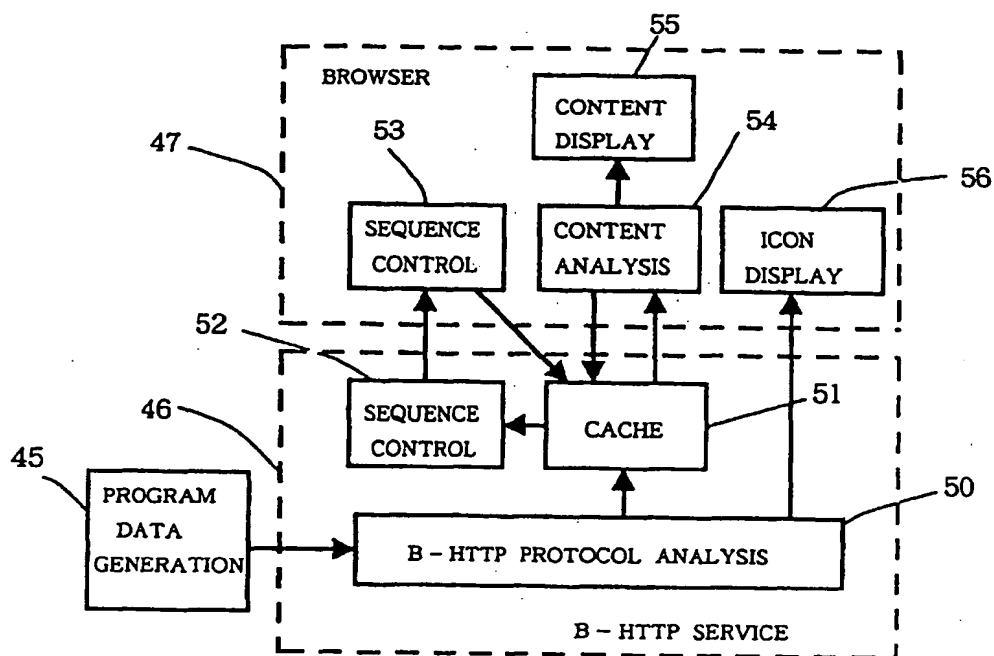 55
BROWSER
CONTENT
DISPLAY
53
54
47
56
SEQUENCE
CONTROL
CONTENT
ANALYSIS
ICON
DISPLAY
52
46
51
SEQUENCE
CONTROL
CACHE
45
PROGRAM
DATA
GENERATION
50
B-HTTP PROTOCOL ANALYSIS
B-HTTP SERVICE